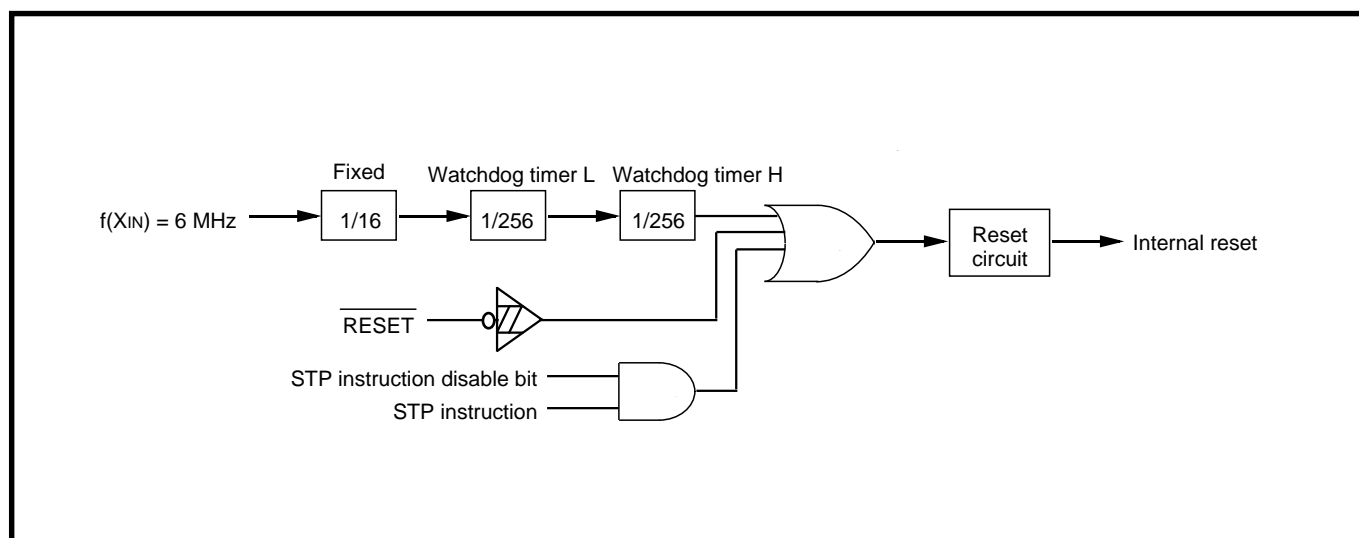 Fixed
Watchdog timer L
Watchdog timer H
f(XIN) = 6 MHz
1/16
1/256
1/256
Reset
circuit
Internal reset
RESET
STP instruction disable bit
STP instruction